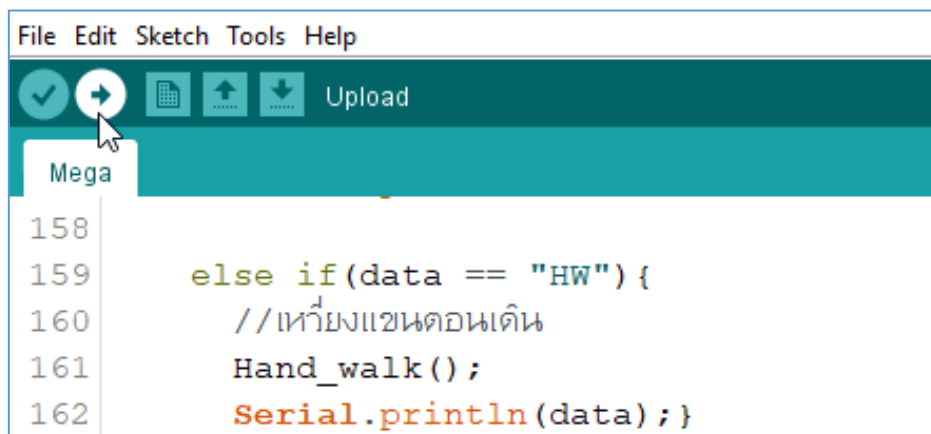 File Edit Sketch Tools Help
Upload
Mega
158
159 else if(data == "HW"){
160 //เหวี่ยงแขนตอนเดิน
161 Hand_walk();
162 Serial.println(data);}